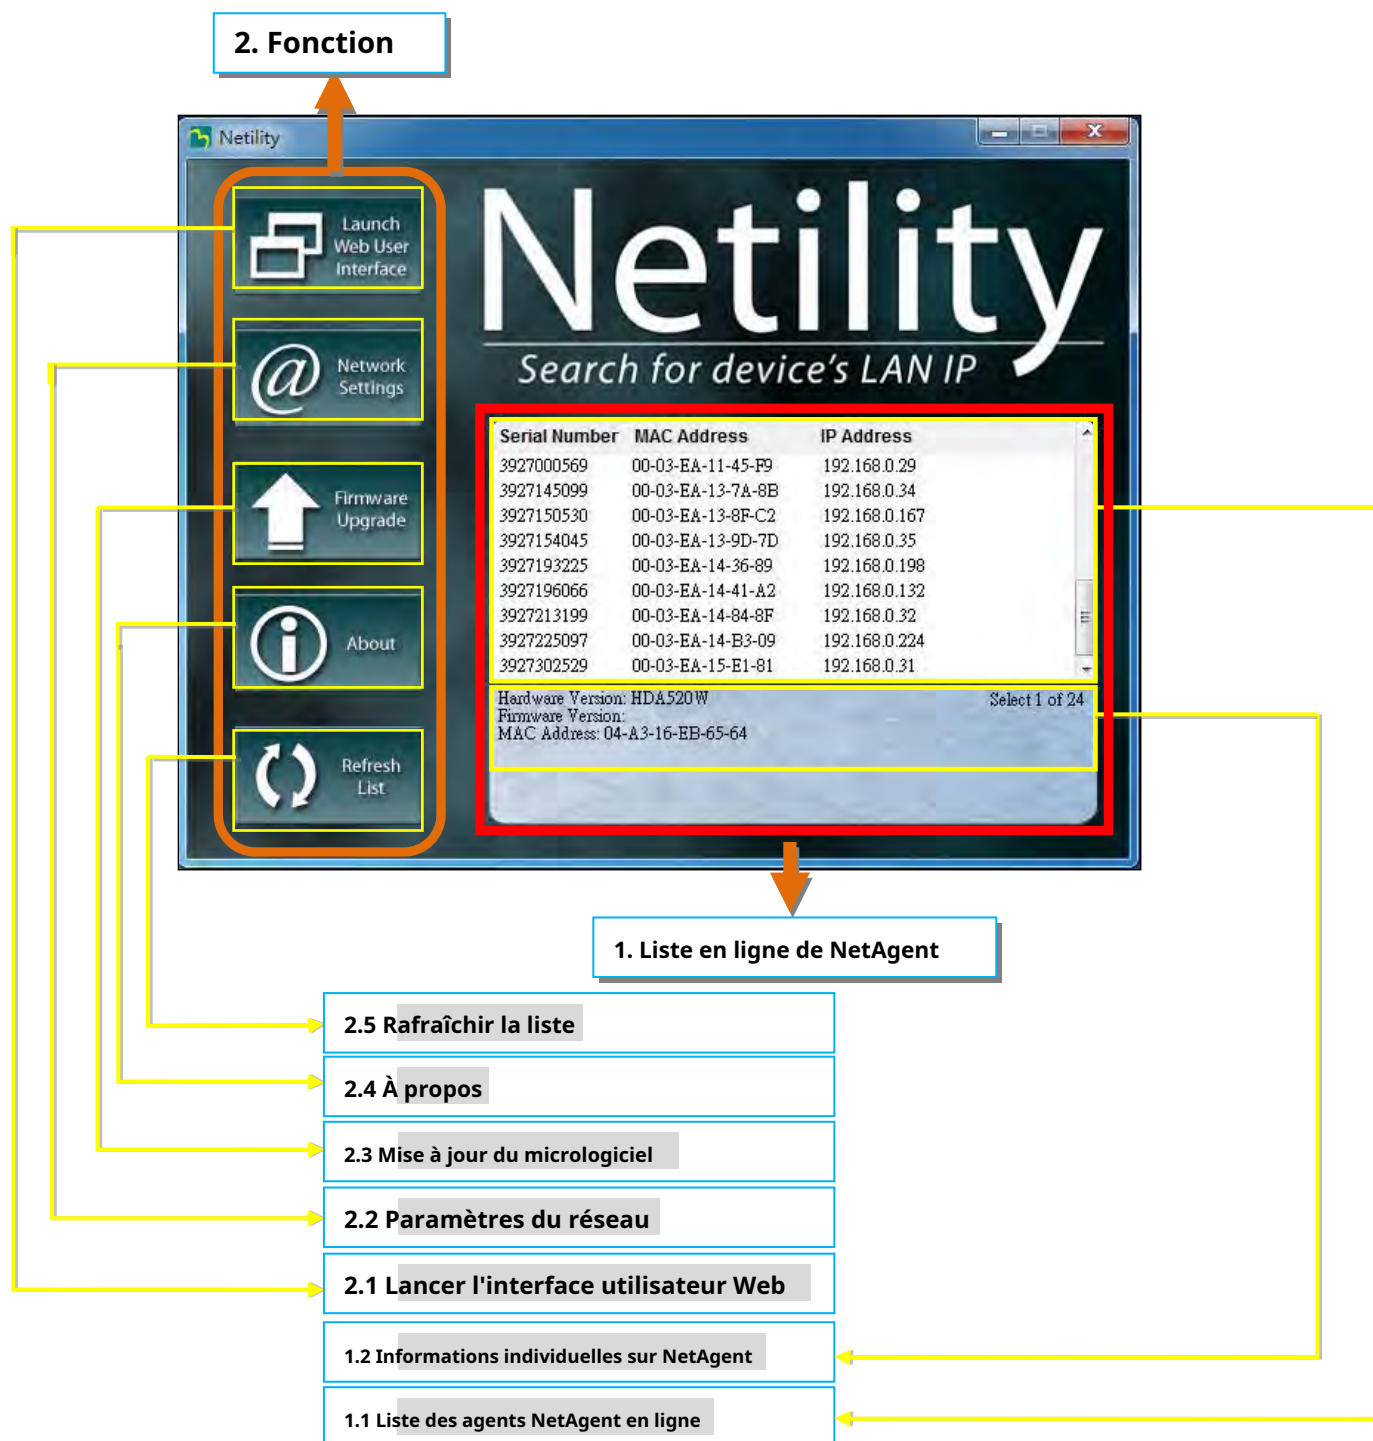 2. Fonction
Netility
Launch
Web User
Interface
Network
Settings
Firmware
Upgrade
About
Refresh
List
Netility
Search for device's LAN IP
Serial Number MAC Address IP Address
3927000569 00-03-EA-11-45-F9 192.168.0.29
3927145099 00-03-EA-13-7A-8B 192.168.0.34
3927150530 00-03-EA-13-8F-C2 192.168.0.167
3927154045 00-03-EA-13-9D-7D 192.168.0.35
3927193225 00-03-EA-14-36-89 192.168.0.198
3927196066 00-03-EA-14-41-A2 192.168.0.132
3927213199 00-03-EA-14-84-8F 192.168.0.32
3927225097 00-03-EA-14-B3-09 192.168.0.224
3927302529 00-03-EA-15-E1-81 192.168.0.31
Hardware Version: HDA520W Select 1 of 24
Firmware Version:
MAC Address: 04-A3-16-EB-65-64
1. Liste en ligne de NetAgent
2.5 Rafraîchir la liste
2.4 À propos
2.3 Mise à jour du micrologiciel
2.2 Paramètres du réseau
2.1 Lancer l'interface utilisateur Web
1.2 Informations individuelles sur NetAgent
1.1 Liste des agents NetAgent en ligne